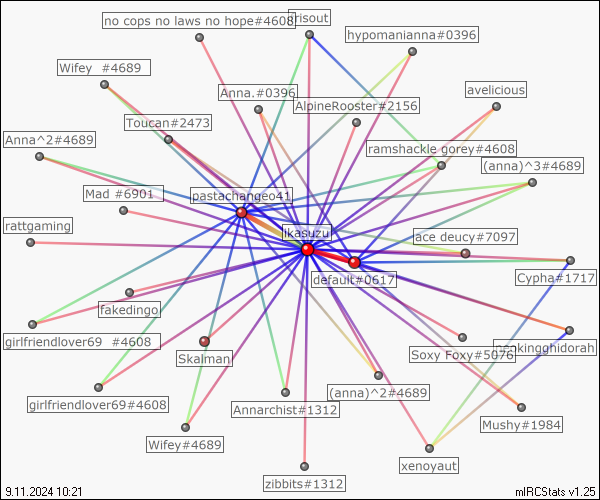 no cops no laws no hope#4608
risout
hypomanianna#0396
Wifey #4689
Anna.#0396
AlpineRooster#2156
avelicious
Toucan#2473
Anna^2#4689
ramshackle gorey#4608
(anna)^3#4689
Mad #6901
pastachangeo41
rattgaming
ikasuzu
ace deucy#7097
default#0617
Cypha#1717
fakedingo
girlfriendlover69 #4608
Skalman
Soxy Foxy#5076
girlfriendlover69#4608
Annarchist#1312
(anna)^2#4689
Wifey#4689
Mushy#1984
xenoyaut
zibbits#1312
9.11.2024 10:21
mIRCStats v1.25